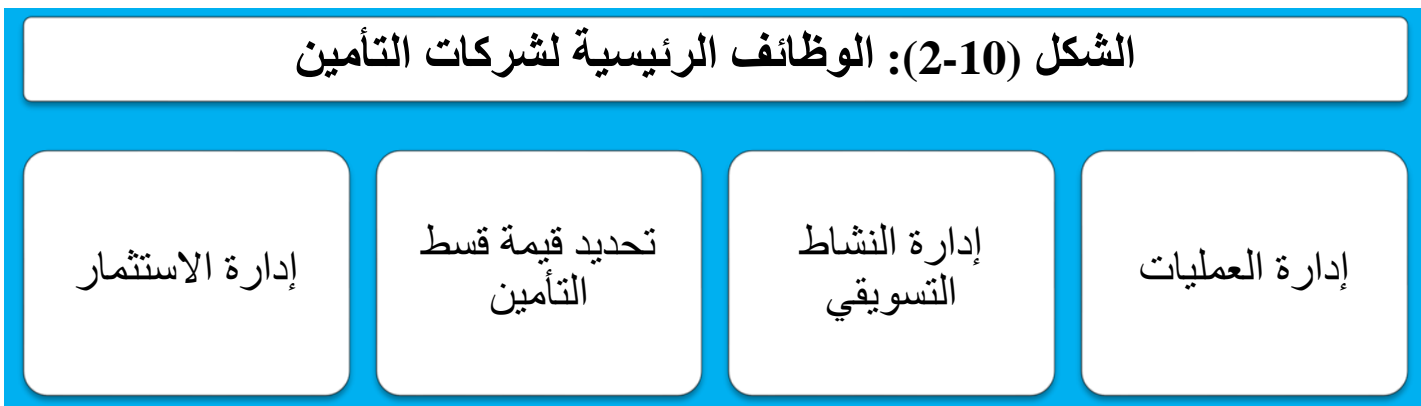 الشكل (10-2): الوظائف الرئيسية لشركات التأمين
إدارة العمليات
إدارة النشاط
التسويقي
تحديد قيمة قسط
التأمين
إدارة الاستثمار